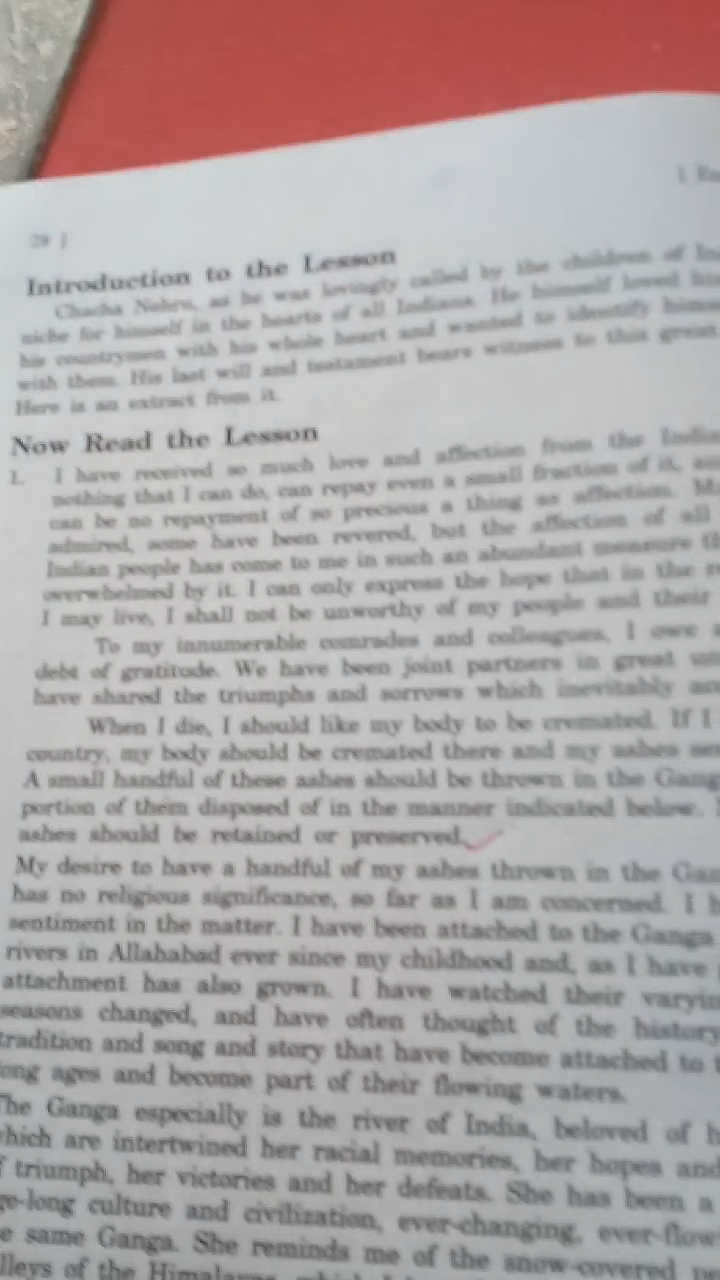 29 ]
Introduction to the Lesson
Chacha Nehru, as he was lovingly called by the children of
niche for himself in the hearts of all Indians. He himself loved
his countrymen with his whole heart and wanted to identify
with them. His last will and testament bears witness to this great
Here is an extract from it.
Now Read the Lesson
1. I have received so much love and affection from the
nothing that I can do, can repay even a small fraction of it,
can be no repayment of so precious a thing as affection.
admired, some have been revered, but the affection of all
Indian people has come to me in such an abundant measure
overwhelmed by it. I can only express the hope that in the
I may live, I shall not be unworthy of my people and their
To my innumerable comrades and colleagues, I owe
debt of gratitude. We have been joint partners in great
have shared the triumphs and sorrows which inevitably
When I die, I should like my body to be cremated. If I
country, my body should be cremated there and my ashes
A small handful of these ashes should be thrown in the
portion of them disposed of in the manner indicated below.
ashes should be retained or preserved.
My desire to have a handful of my ashes thrown in the
has no religious significance, so far as I am concerned. I
sentiment in the matter. I have been attached to the Ganga
rivers in Allahabad ever since my childhood and, as I have
attachment has also grown. I have watched their
seasons changed, and have often thought of the history
tradition and song and story that have become attached to
ong ages and become part of their flowing waters.
The Ganga especially is the river of India, beloved of
which are intertwined her racial memories, her hopes and
f triumph, her victories and her defeats. She has been a
ge-long culture and civilization, ever-changing, ever-flow
e same Ganga. She reminds me of the snow-covered
lleys of the